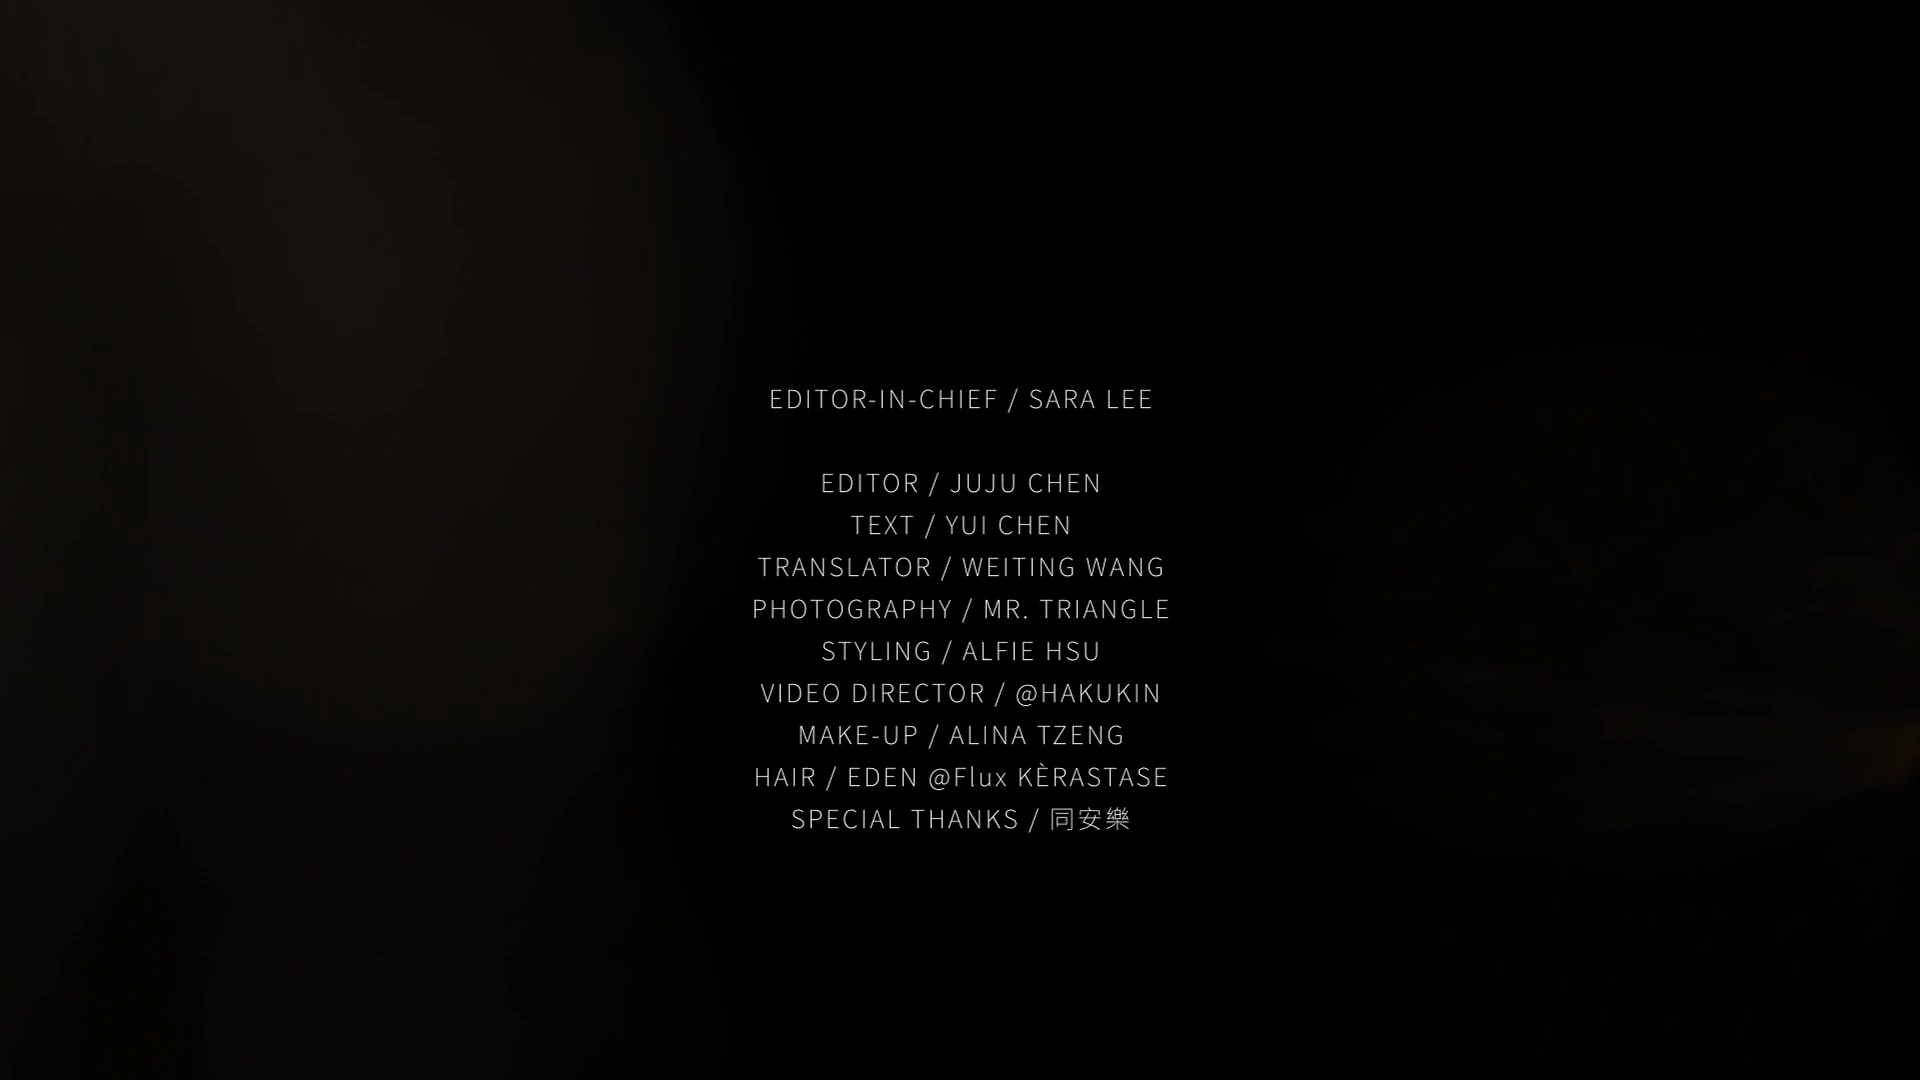 EDITOR-IN-CHIEF / SARA LEE
EDITOR / JUJU CHEN
TEXT / YUI CHEN
TRANSLATOR / WEITING WANG
PHOTOGRAPHY / MR. TRIANGLE
STYLING / ALFIE HSU
VIDEO DIRECTOR / @HAKUKIN
MAKE-UP / ALINA TZENG
HAIR / EDEN @Flux KÈRASTASE
SPECIAL THANKS / 同安樂